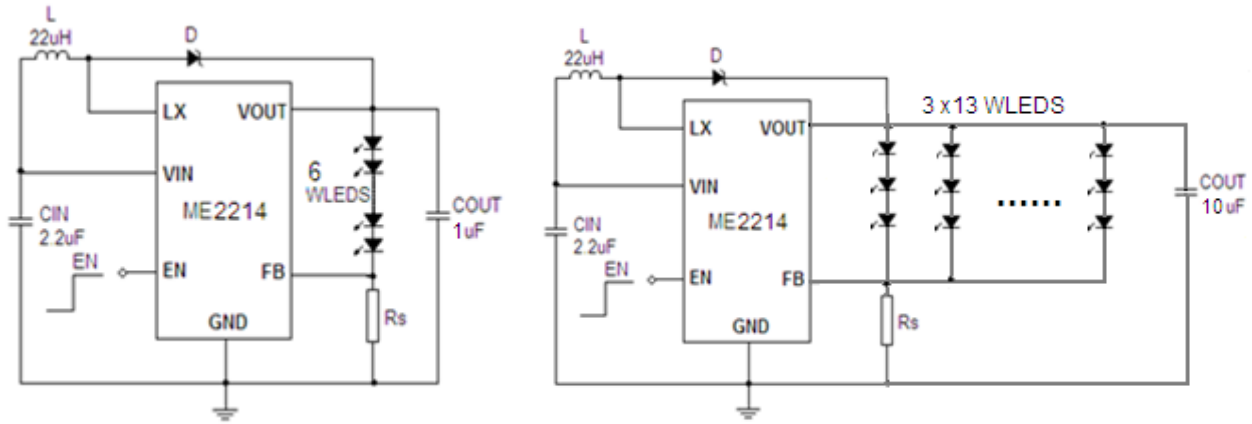 L
22uH
D
LX
VOUT
VIN
ME2214
6
WLEDS
CIN
2.2uF
COUT
1uF
EN
EN
FB
Rs
GND
L
22uH
D
3 x13 WLEDS
LX
VOUT
VIN
ME2214
......
COUT
10uF
CIN
2.2uF
EN
EN
FB
Rs
GND